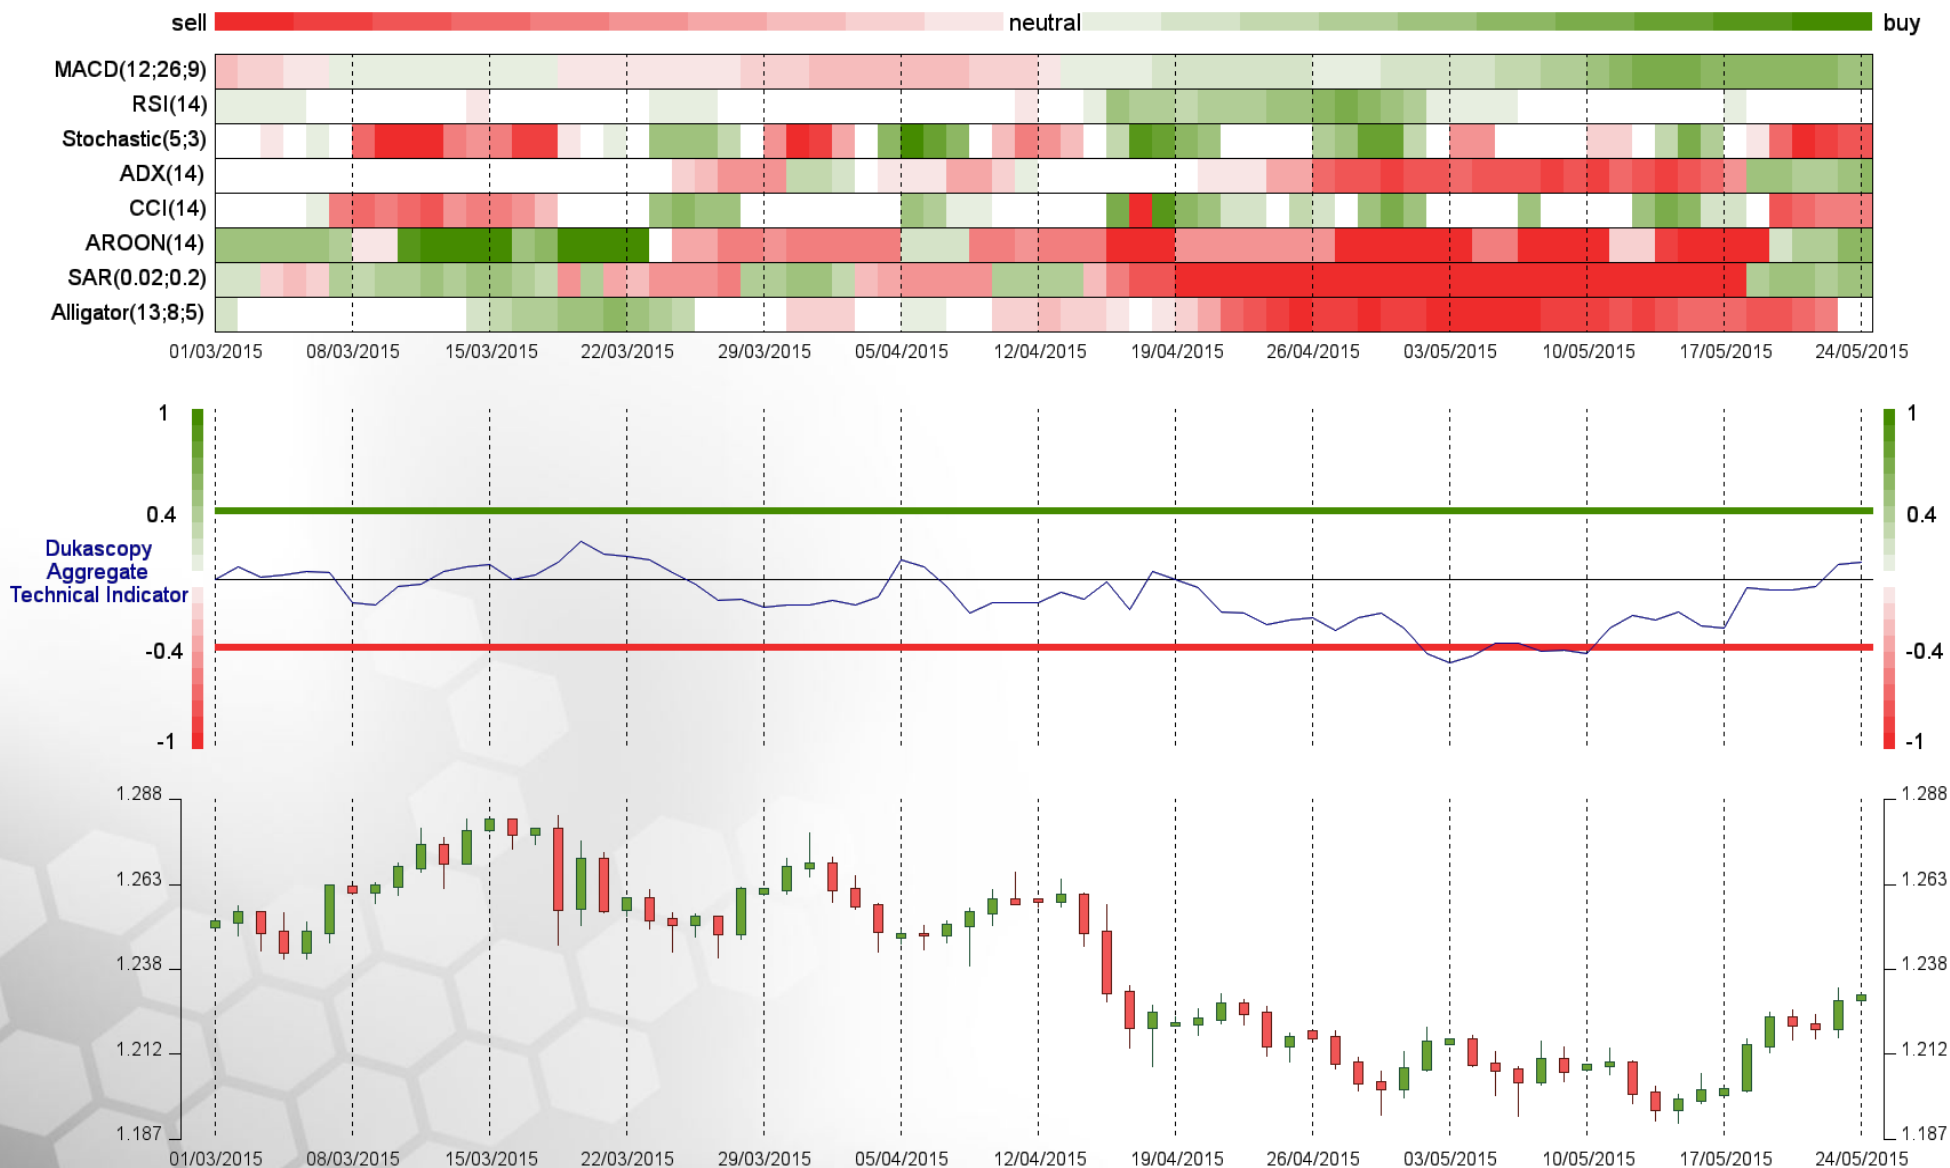 sell neutral buy
MACD(12;26;9)
RSI(14)
Stochastic(5;3)
ADX(14)
CCI(14)
AROON(14)
SAR(0.02;0.2)
Alligator(13;8;5)
01/03/2015 08/03/2015 15/03/2015 22/03/2015 29/03/2015 05/04/2015 12/04/2015 19/04/2015 26/04/2015 03/05/2015 10/05/2015 17/05/2015 24/05/2015
1 1
0.4 0.4
Dukascopy
Aggregate
Technical Indicator
-0.4 -0.4
-1 -1
1.288 1.288
1.263 1.263
1.238 1.238
1.212 1.212
1.187 1.187
01/03/2015 08/03/2015 15/03/2015 22/03/2015 29/03/2015 05/04/2015 12/04/2015 19/04/2015 26/04/2015 03/05/2015 10/05/2015 17/05/2015 24/05/2015